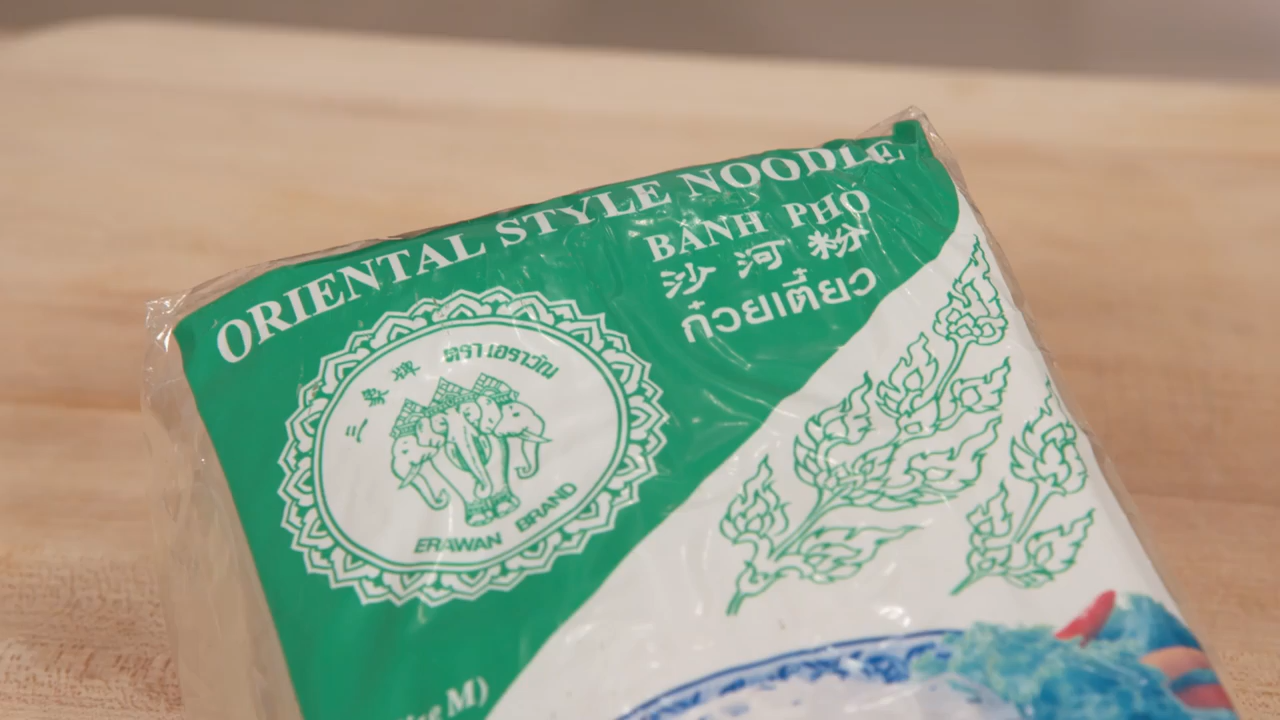 ORIENTAL STYLE NOODLE
BÁNH PHỞ
沙河粉
ก๋วยเตี๋ยว
ตราเอราวัณ
三象牌
ERAWAN BRAND
M)